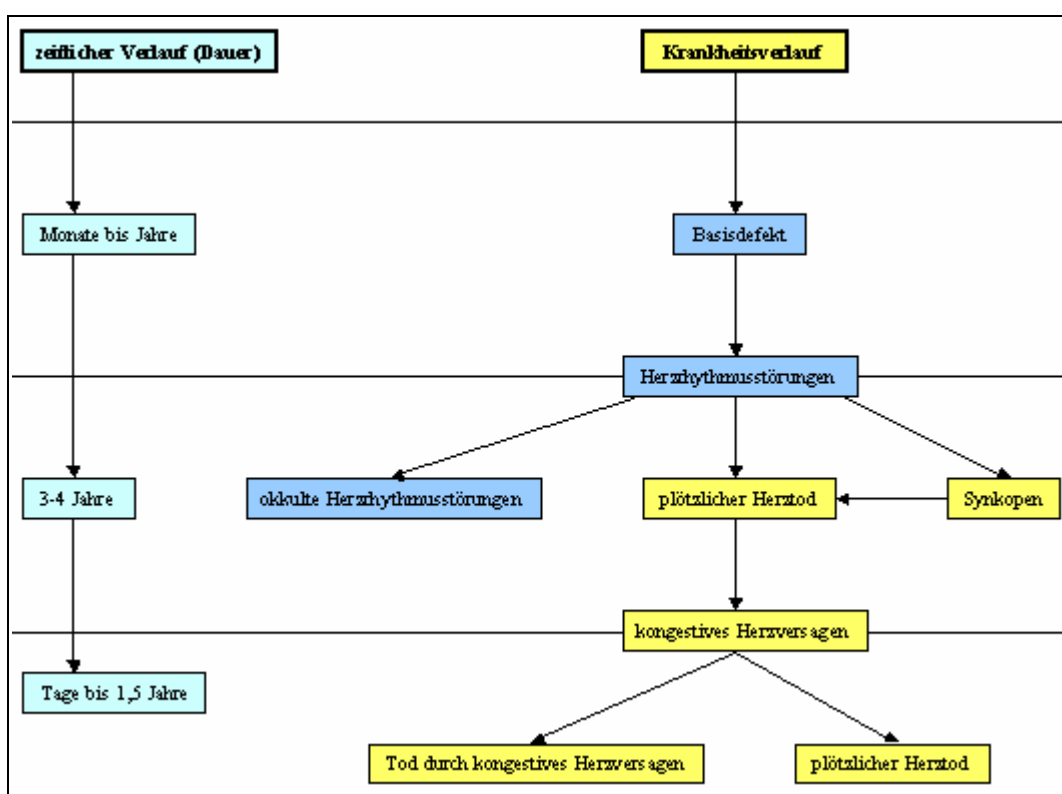 zeitlicher Verlauf (Dauer)
Krankheitsverlauf
Monate bis Jahre
Basisdefekt
Herzrhythmusstörungen
3-4 Jahre
okkulte Herzrhythmusstörungen
plötzlicher Herztod
Synkopen
kongestives Herzversagen
Tage bis 1,5 Jahre
Tod durch kongestives Herzversagen
plötzlicher Herztod